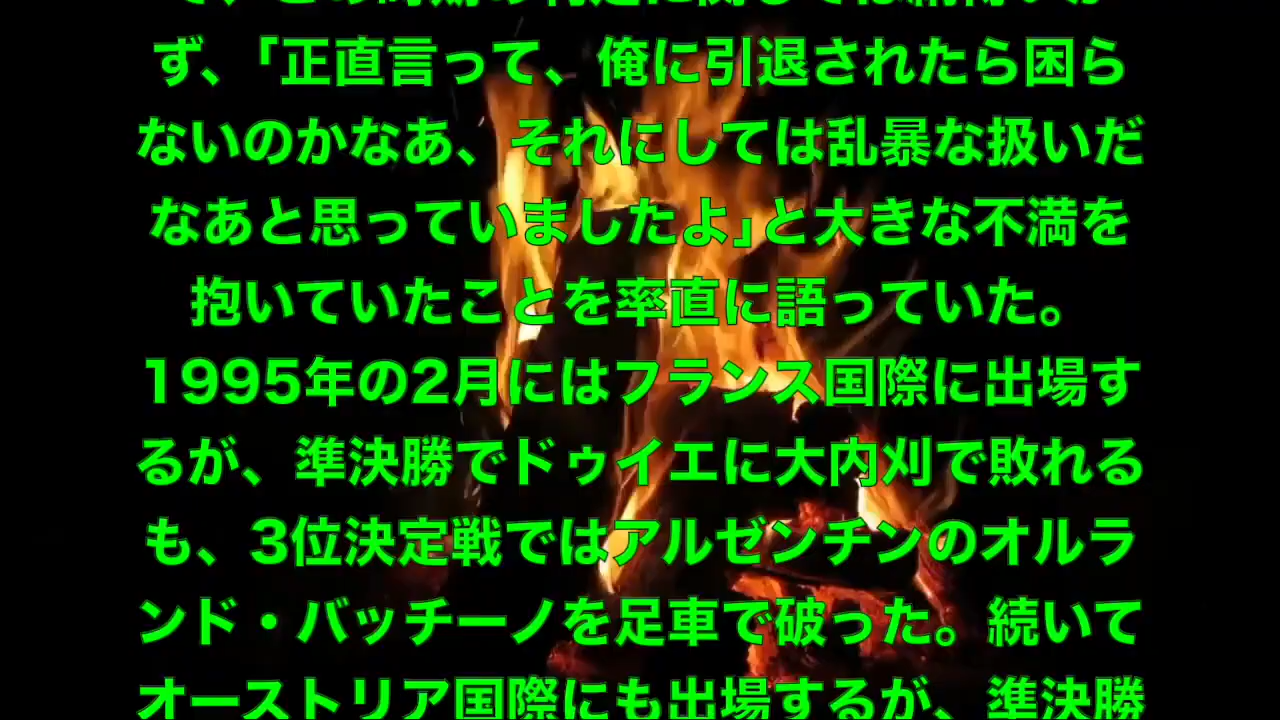 ず、「正直言って、俺に引退されたら困ら
ないのかなあ、それにしては乱暴な扱いだ
なあと思っていましたよ」と大きな不満を
抱いていたことを率直に語っていた。
1995年の2月にはフランス国際に出場す
るが、準決勝でドゥイエに大内刈で敗れる
も、3位決定戦ではアルゼンチンのオルラ
ンド・バッチーノを足車で破った。続いて
オーストリア国際にも出場するが、準決勝